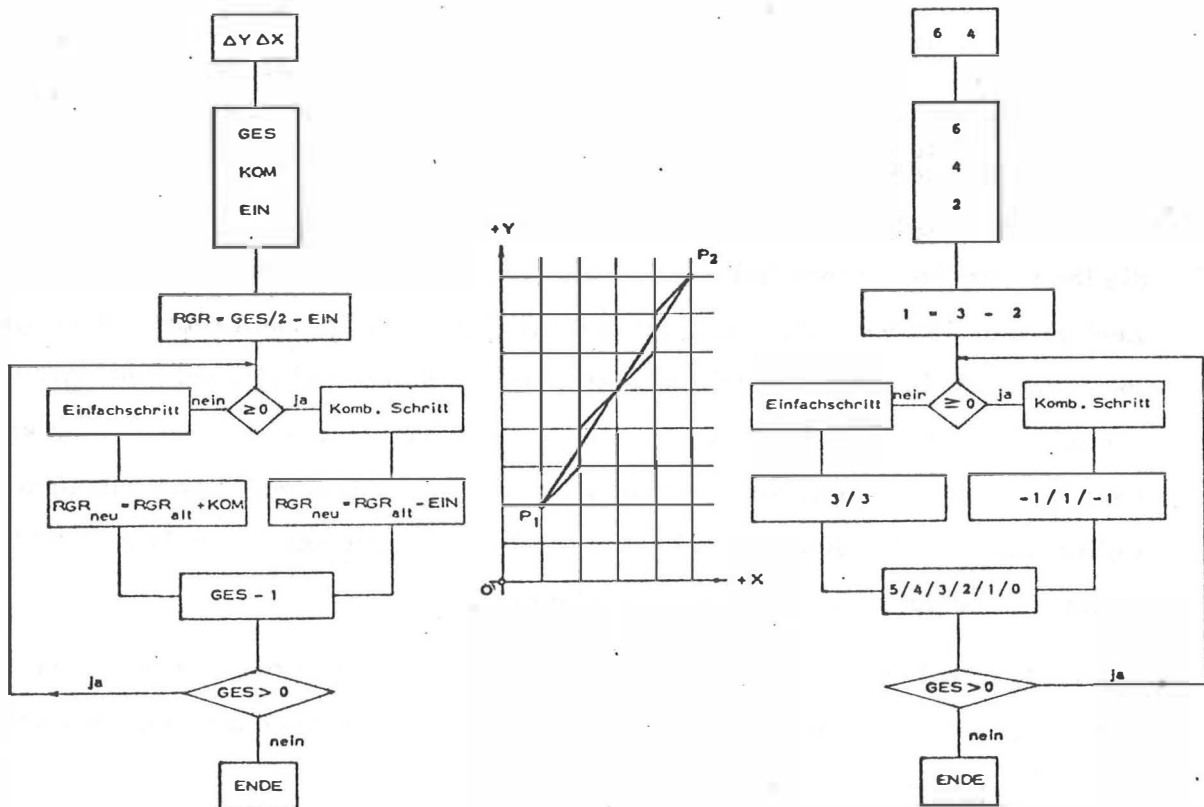 ΔY ΔX
GES
KOM
EIN
RGR = GES/2 - EIN
Einfachschritt
nein
≥0
ja
Komb. Schritt
RGRneu = RGRalt + KOM
RGRneu = RGRalt - EIN
GES - 1
ja
GES > 0
nein
ENDE
+Y
P2
P1
0
+X
6 4
6
4
2
1 = 3 - 2
Einfachschritt
nein
≧0
ja
Komb. Schritt
3 / 3
-1 / 1 / -1
5/4/3/2/1/0
GES > 0
ja
nein
ENDE